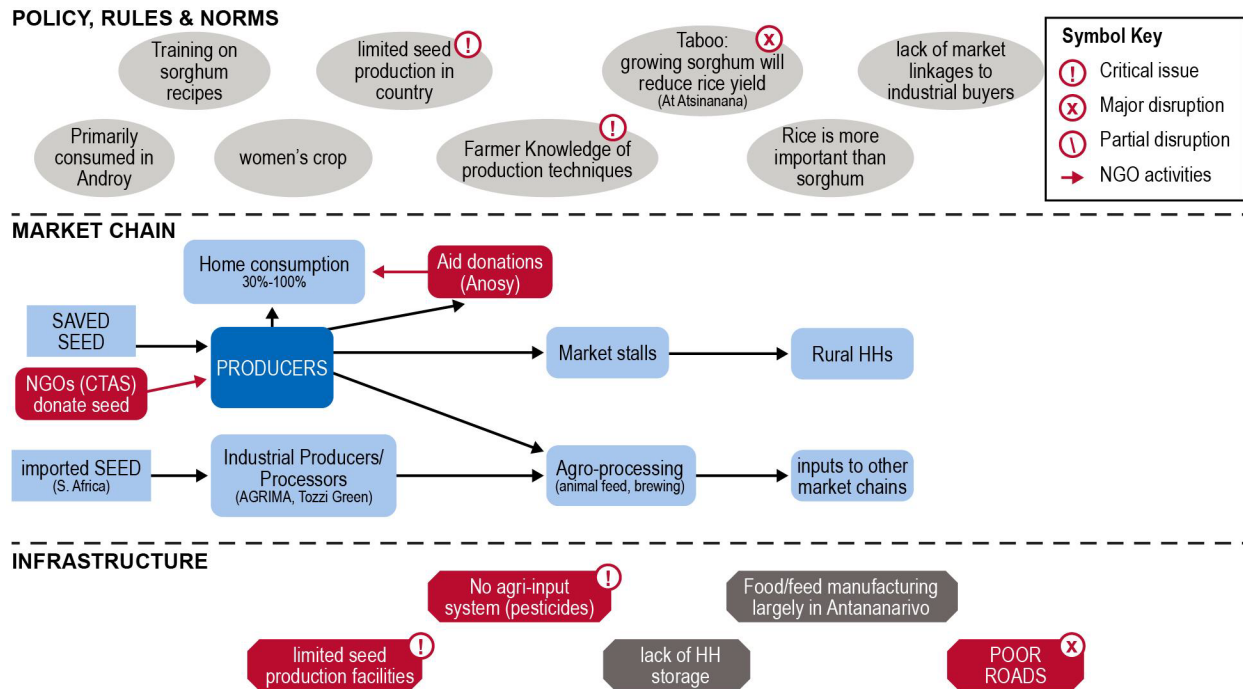 POLICY, RULES & NORMS
Training on
sorghum
recipes
limited seed
production in
country
!
Taboo:
growing sorghum will
reduce rice yield
(At Atsinanana)
x
lack of market
linkages to
industrial buyers
Primarily
consumed in
Androy
women's crop
Farmer Knowledge of
production techniques
!
Rice is more
important than
sorghum
Symbol Key
! Critical issue
x Major disruption
\ Partial disruption
NGO activities
MARKET CHAIN
Home consumption
30%-100%
Aid donations
(Anosy)
SAVED
SEED
PRODUCERS
Market stalls
Rural HHs
NGOs (CTAS)
donate seed
imported SEED
(S. Africa)
Industrial Producers/
Processors
(AGRIMA, Tozzi Green)
Agro-processing
(animal feed, brewing)
inputs to other
market chains
INFRASTRUCTURE
No agri-input
system (pesticides)
!
Food/feed manufacturing
largely in Antananarivo
limited seed
production facilities
!
lack of HH
storage
POOR
ROADS
x